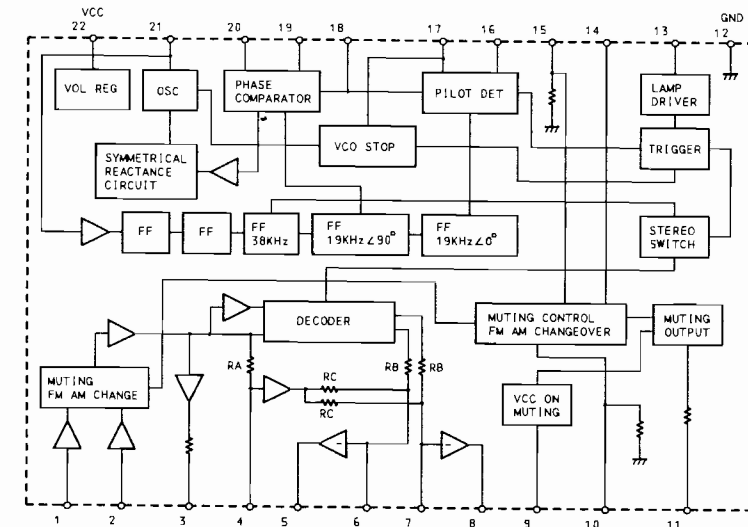 VCC
GND
22 21 20 19 18 17 16 15 14 13 12
VOL REG
OSC
PHASE
COMPARATOR
PILOT DET
LAMP
DRIVER
VCO STOP
TRIGGER
SYMMETRICAL
REACTANCE
CIRCUIT
FF
FF
FF
38KHz
FF
19KHz∠90°
FF
19KHz∠0°
STEREO
SWITCH
DECODER
MUTING CONTROL
FM AM CHANGEOVER
MUTING
OUTPUT
MUTING
FM AM CHANGE
RA
RC
RC
RB
RB
VCC ON
MUTING
-
-
1 2 3 4 5 6 7 8 9 10 11